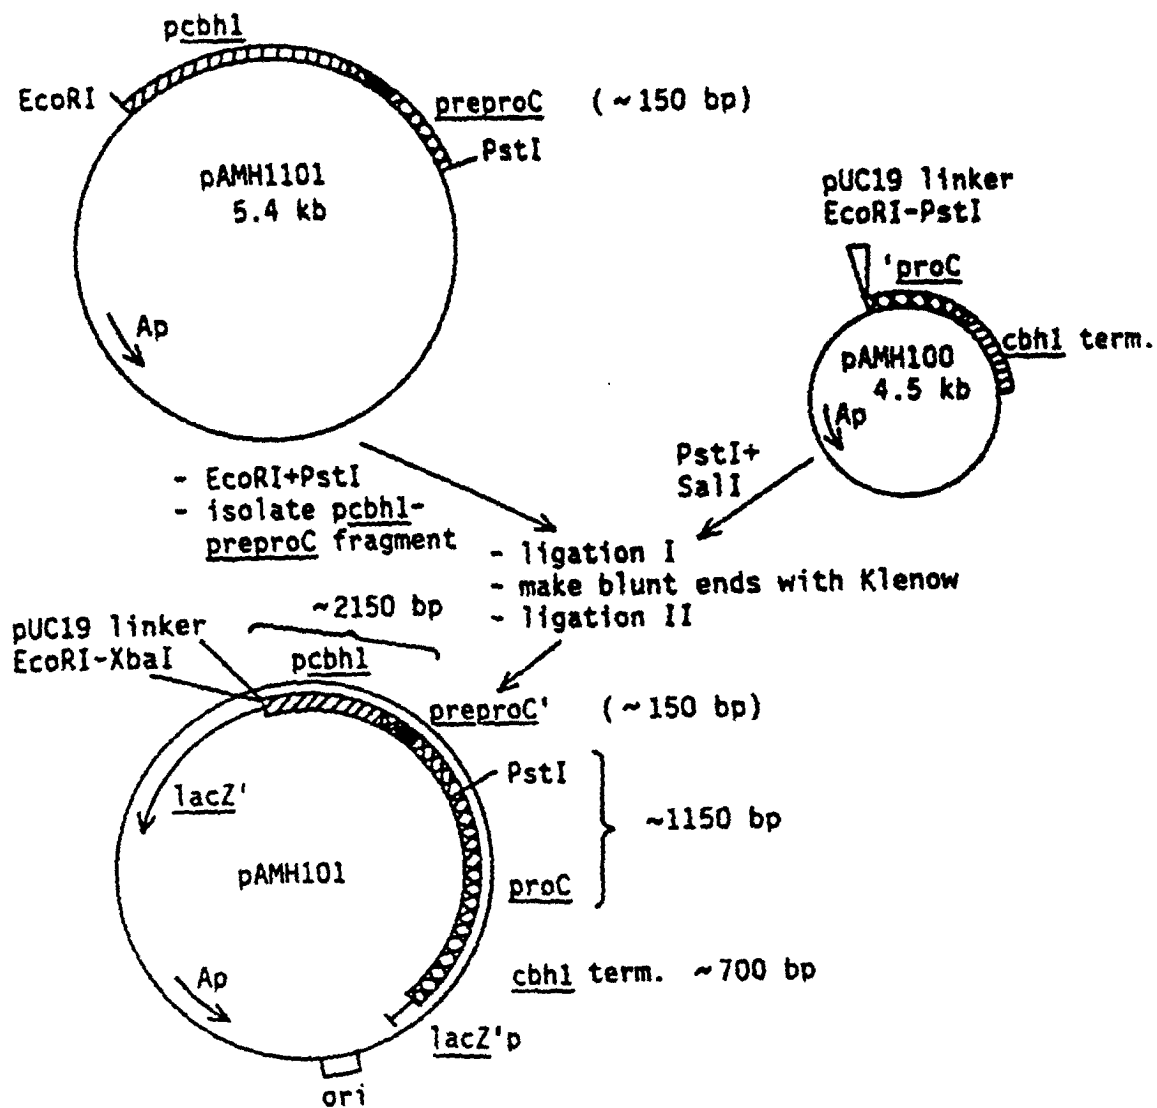 pcbh1
EcoRI
preproC (~150 bp)
PstI
pAMH1101
5.4 kb
Ap
pUC19 linker
EcoRI-PstI
'proC
cbh1 term.
pAMH100
4.5 kb
Ap
- EcoRI+PstI
- isolate pcbh1-
preproC fragment
PstI+
SalI
- ligation I
- make blunt ends with Klenow
- ligation II
~2150 bp
pUC19 linker
EcoRI-XbaI
pcbh1
preproC' (~150 bp)
PstI
lacZ'
~1150 bp
pAMH101
proC
Ap
cbh1 term. ~700 bp
lacZ'p
ori